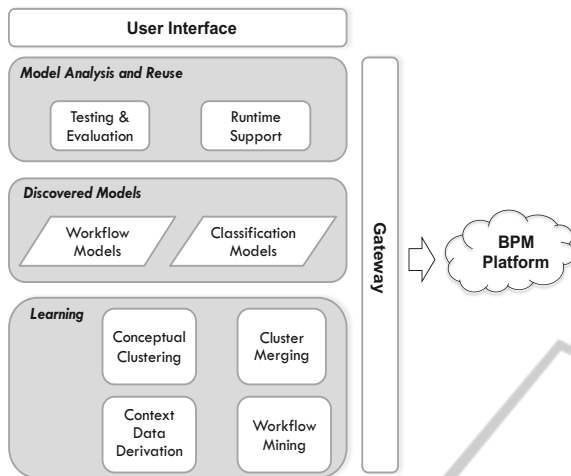 User Interface
Model Analysis and Reuse
Testing &
Evaluation
Runtime
Support
Discovered Models
Workflow
Models
Classification
Models
Learning
Conceptual
Clustering
Cluster
Merging
Context
Data
Derivation
Workflow
Mining
Gateway
BPM
Platform